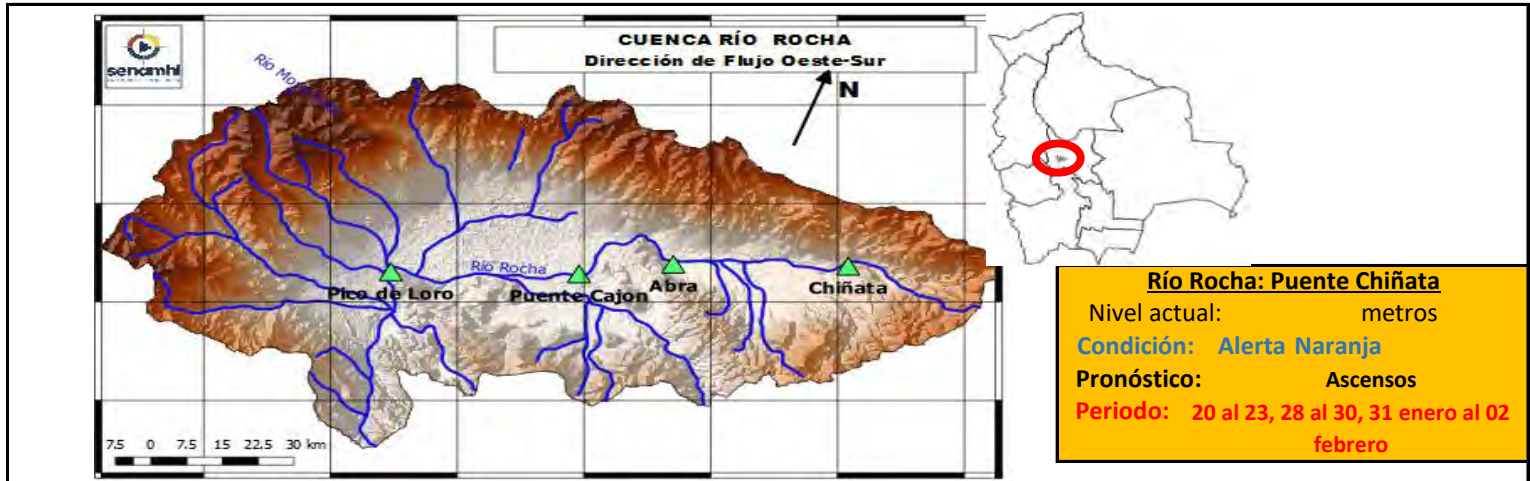 senamhi
CUENCA RÍO ROCHA
Dirección de Flujo Oeste-Sur
N
Río Rocha
Pico de Loro
Puente Cajon
Abra
Chiñata
7.5 0 7.5 15 22.5 30 km
Río Rocha: Puente Chiñata
Nivel actual: metros
Condición: Alerta Naranja
Pronóstico: Ascensos
Periodo: 20 al 23, 28 al 30, 31 enero al 02
febrero